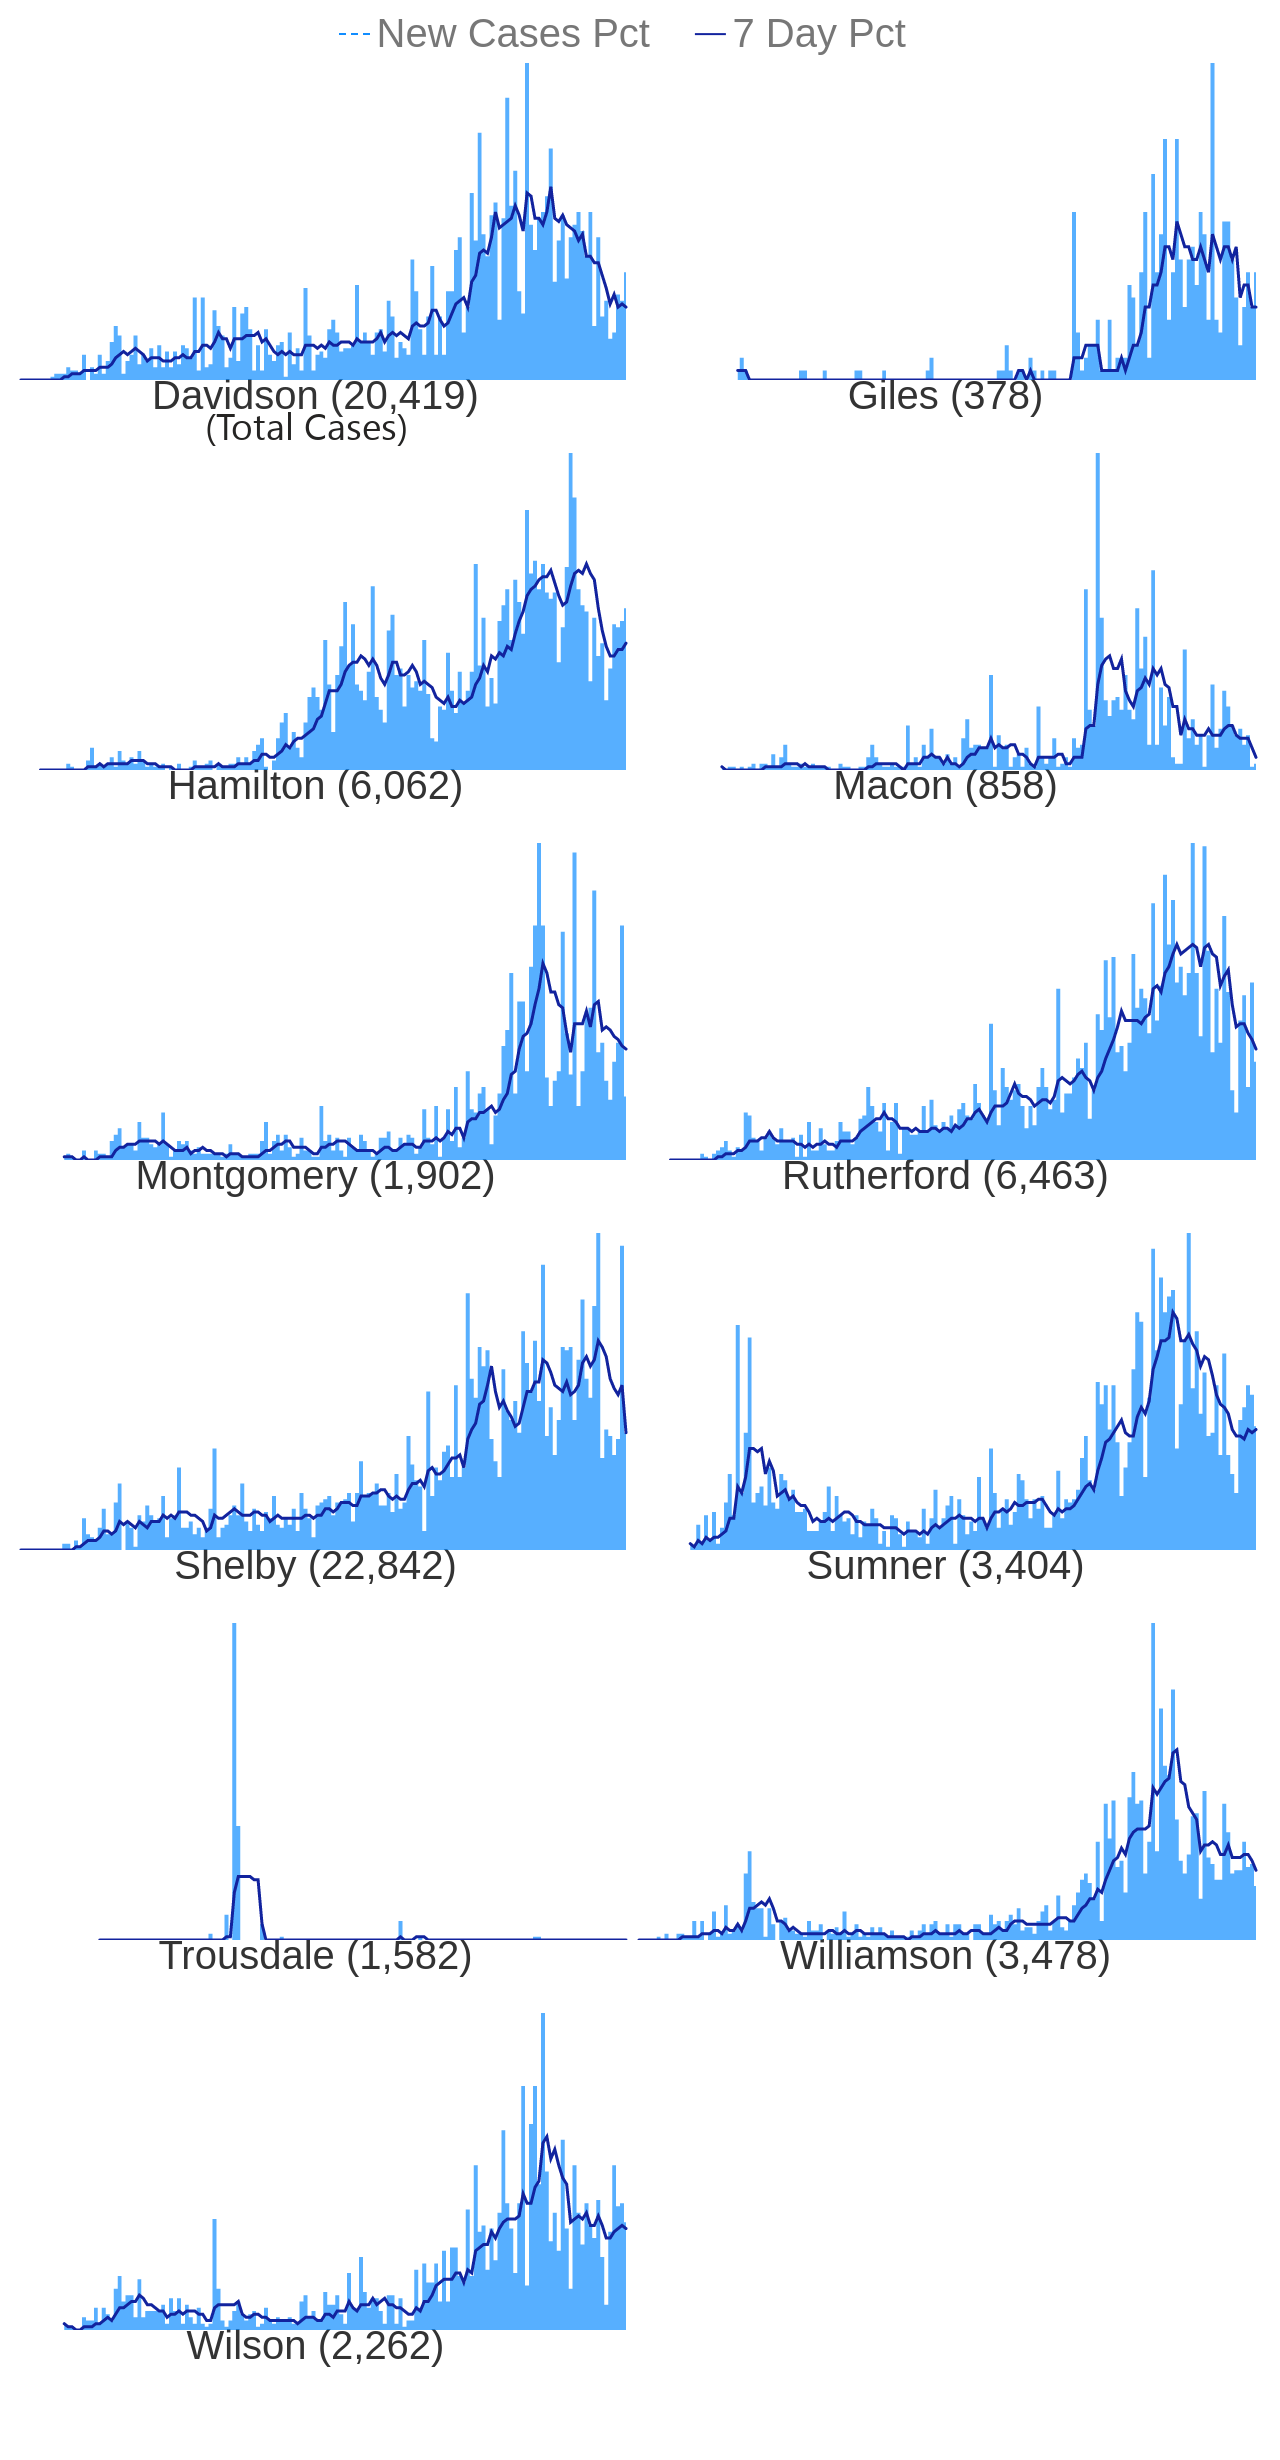 New Cases Pct 7 Day Pct
Davidson (20,419) Giles (378)
(Total Cases)
Hamilton (6,062) Macon (858)
Montgomery (1,902) Rutherford (6,463)
Shelby (22,842) Sumner (3,404)
Trousdale (1,582) Williamson (3,478)
Wilson (2,262)